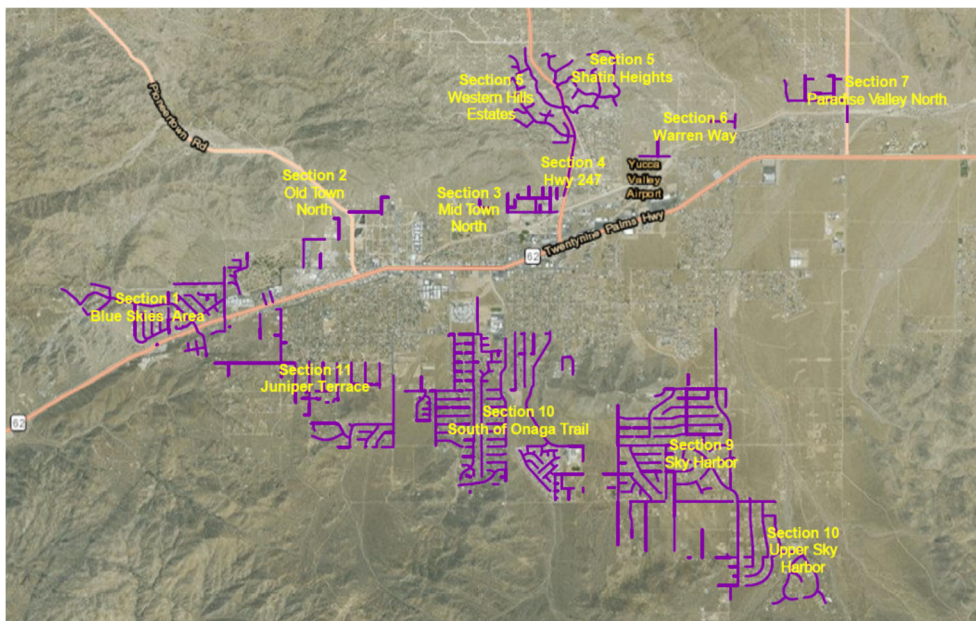 Pioneertown Rd
Section 5
Shatin Heights
Section 5
Western Hills
Estates
Section 7
Paradise Valley North
Section 6
Warren Way
Section 4
Hwy 247
Yucca
Valley
Airport
Section 2
Old Town
North
Section 3
Mid Town
North
Twentynine Palms Hwy
62
Section 1
Blue Skies Area
Section 11
Juniper Terrace
62
Section 10
South of Onaga Trail
Section 9
Sky Harbor
Section 10
Upper Sky
Harbor